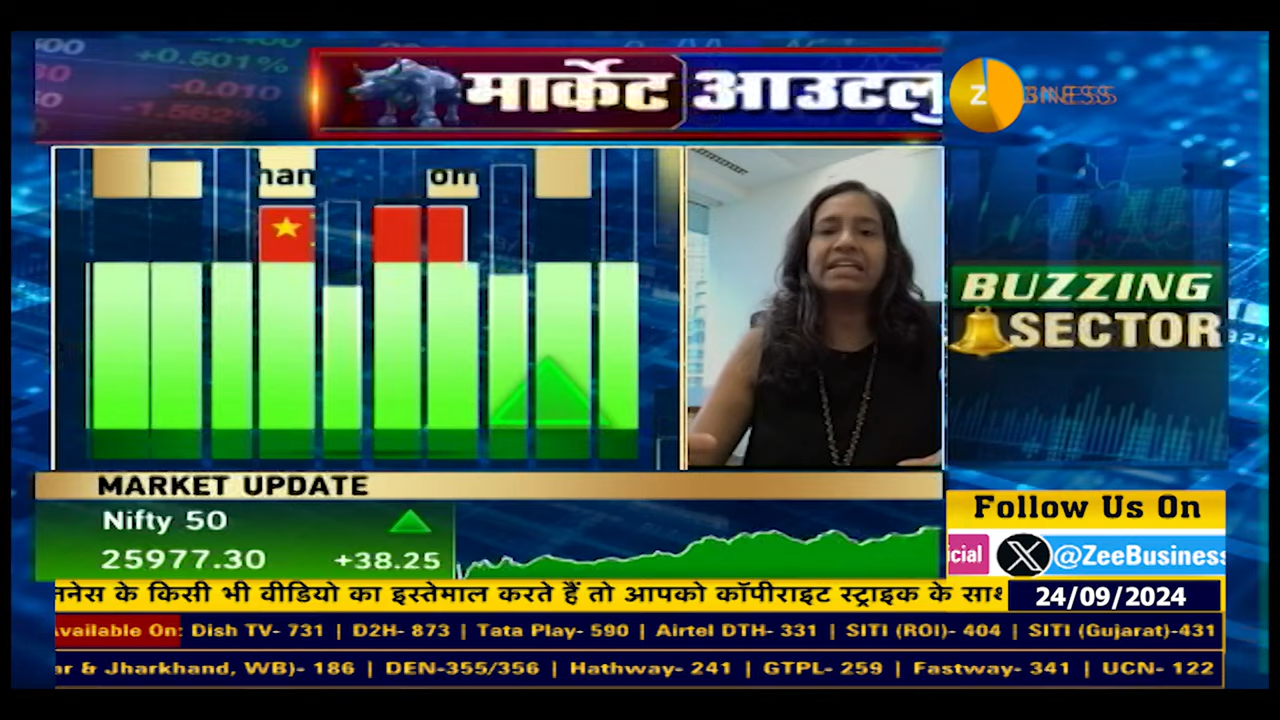 +0.501%
-0.010
-1.562%
मार्केट आउटलु
Z
BUZZING
SECTOR
MARKET UPDATE
Nifty 50
25977.30 +38.25
Follow Us On
@ZeeBusiness
के किसी भी वीडियो का इस्तेमाल करते हैं तो आपको कॉपीराइट स्ट्राइक के
24/09/2024
Available On: Dish TV- 731 | D2H- 873 | Tata Play- 590 | Airtel DTH- 331 | SITI (ROI)- 404 | SITI (Gujarat)-431
& Jharkhand, WB)- 186 | DEN-355/356 | Hathway- 241 | GTPL- 259 | Fastway- 341 | UCN- 122